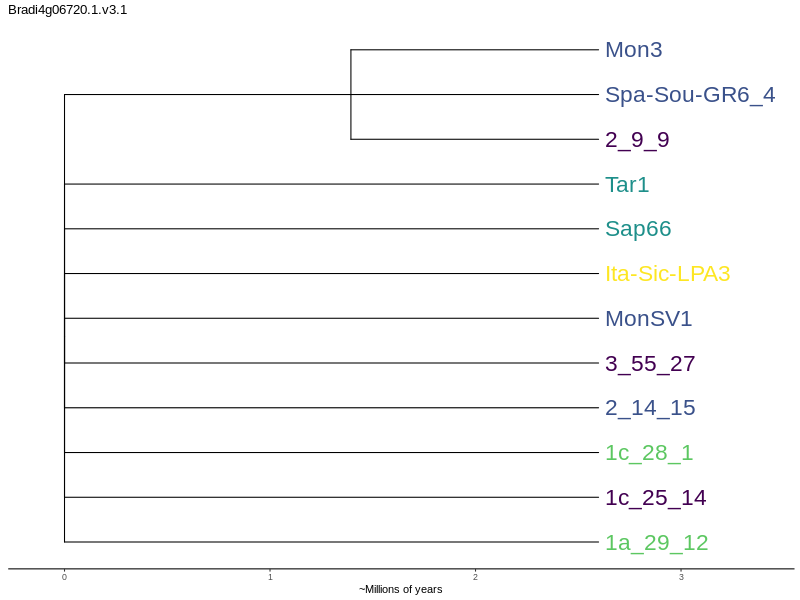 Bradi4g06720.1.v3.1
Mon3
Spa-Sou-GR6_4
2_9_9
Tar1
Sap66
Ita-Sic-LPA3
MonSV1
3_55_27
2_14_15
1c_28_1
1c_25_14
1a_29_12
0 1 2 3
~Millions of years